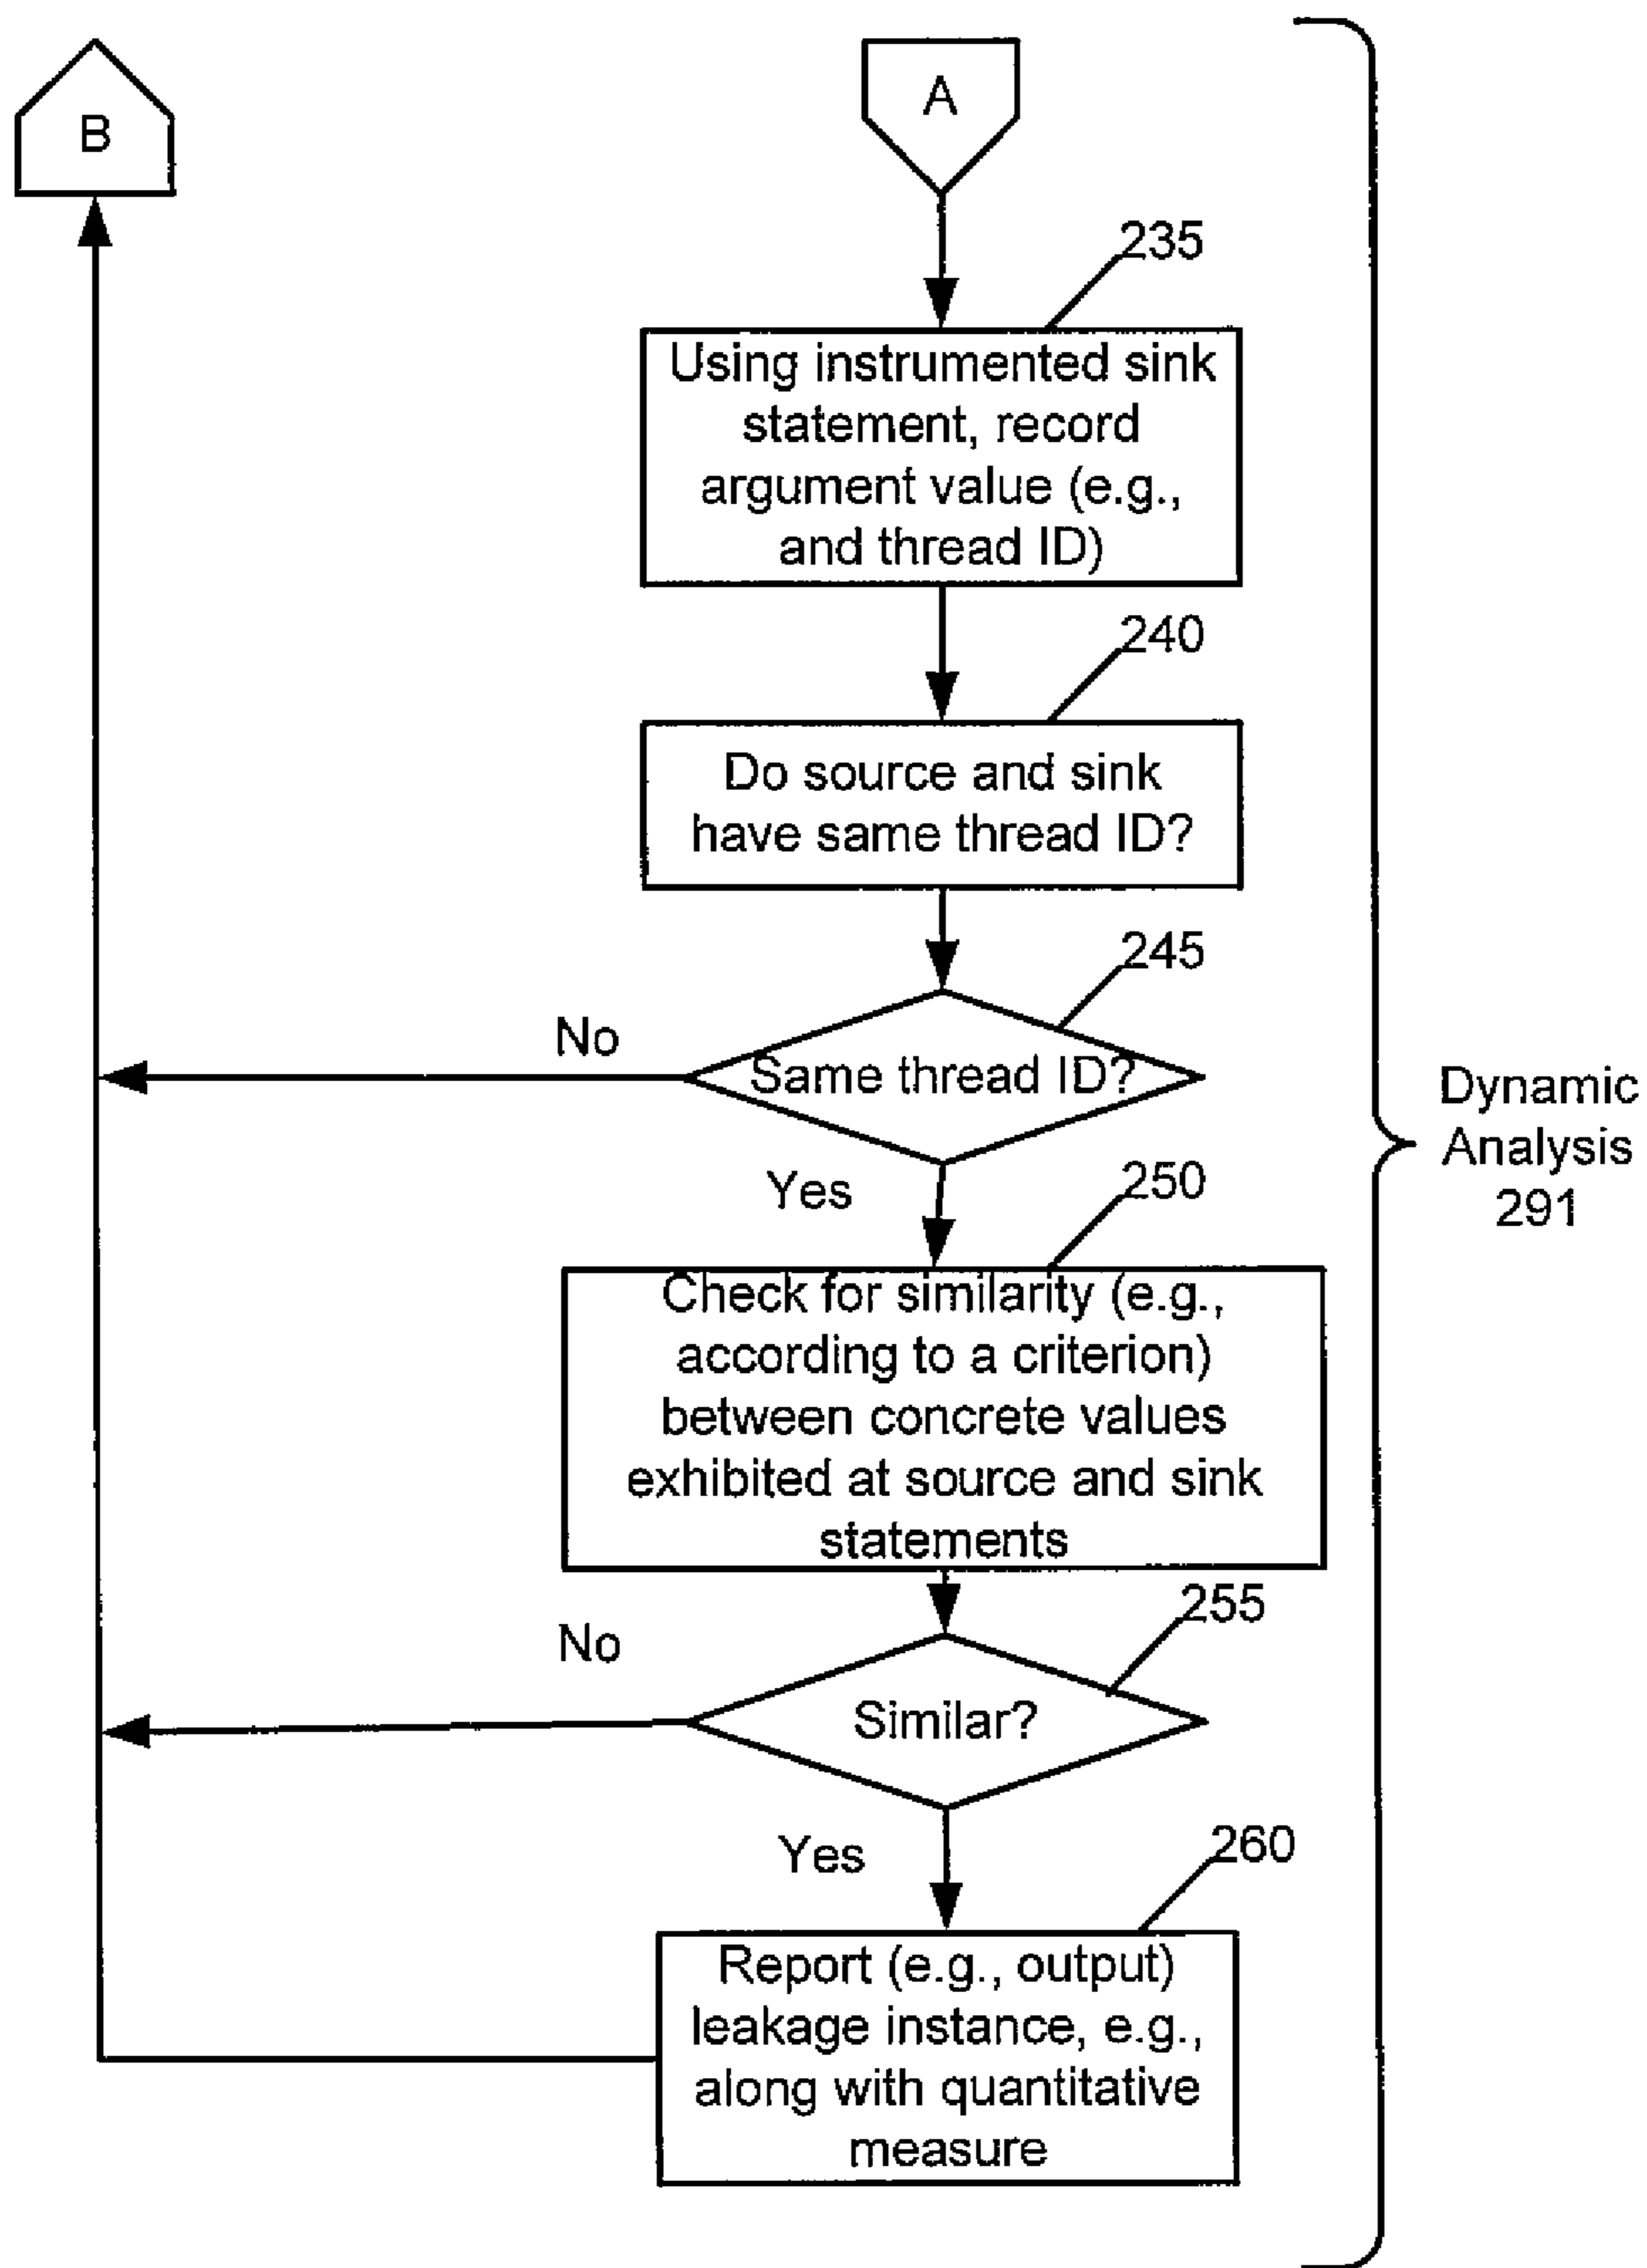 B
A
235
Using instrumented sink
statement, record
argument value (e.g.,
and thread ID)
240
Do source and sink
have same thread ID?
245
No
Same thread ID?
Dynamic
Analysis
291
Yes
250
Check for similarity (e.g.,
according to a criterion)
between concrete values
exhibited at source and sink
statements
255
No
Similar?
Yes
260
Report (e.g., output)
leakage instance, e.g.,
along with quantitative
measure